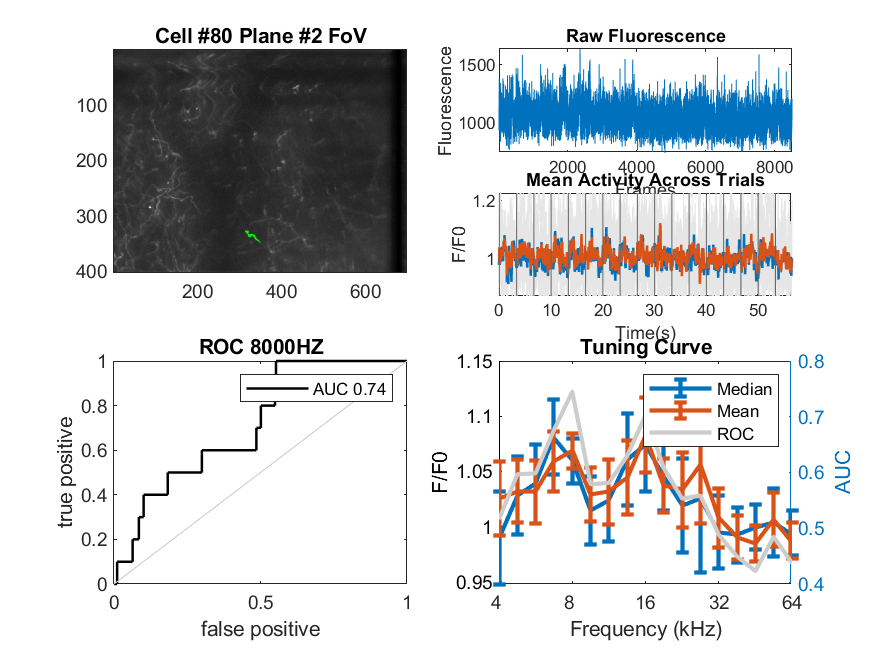 Cell #80 Plane #2 FoV
100
200
300
400
200
400
600
Raw Fluorescence
Fluorescence
1500
1000
2000
4000
6000
8000
Frames
Mean Activity Across Trials
F/F0
1.2
1
0
10
20
30
40
50
Time(s)
ROC 8000HZ
true positive
1
0.8
0.6
0.4
0.2
0
AUC 0.74
0
0.5
1
false positive
Tuning Curve
F/F0
1.15
1.1
1.05
1
0.95
Median
Mean
ROC
0.8
0.7
0.6
0.5
0.4
AUC
4
8
16
32
64
Frequency (kHz)